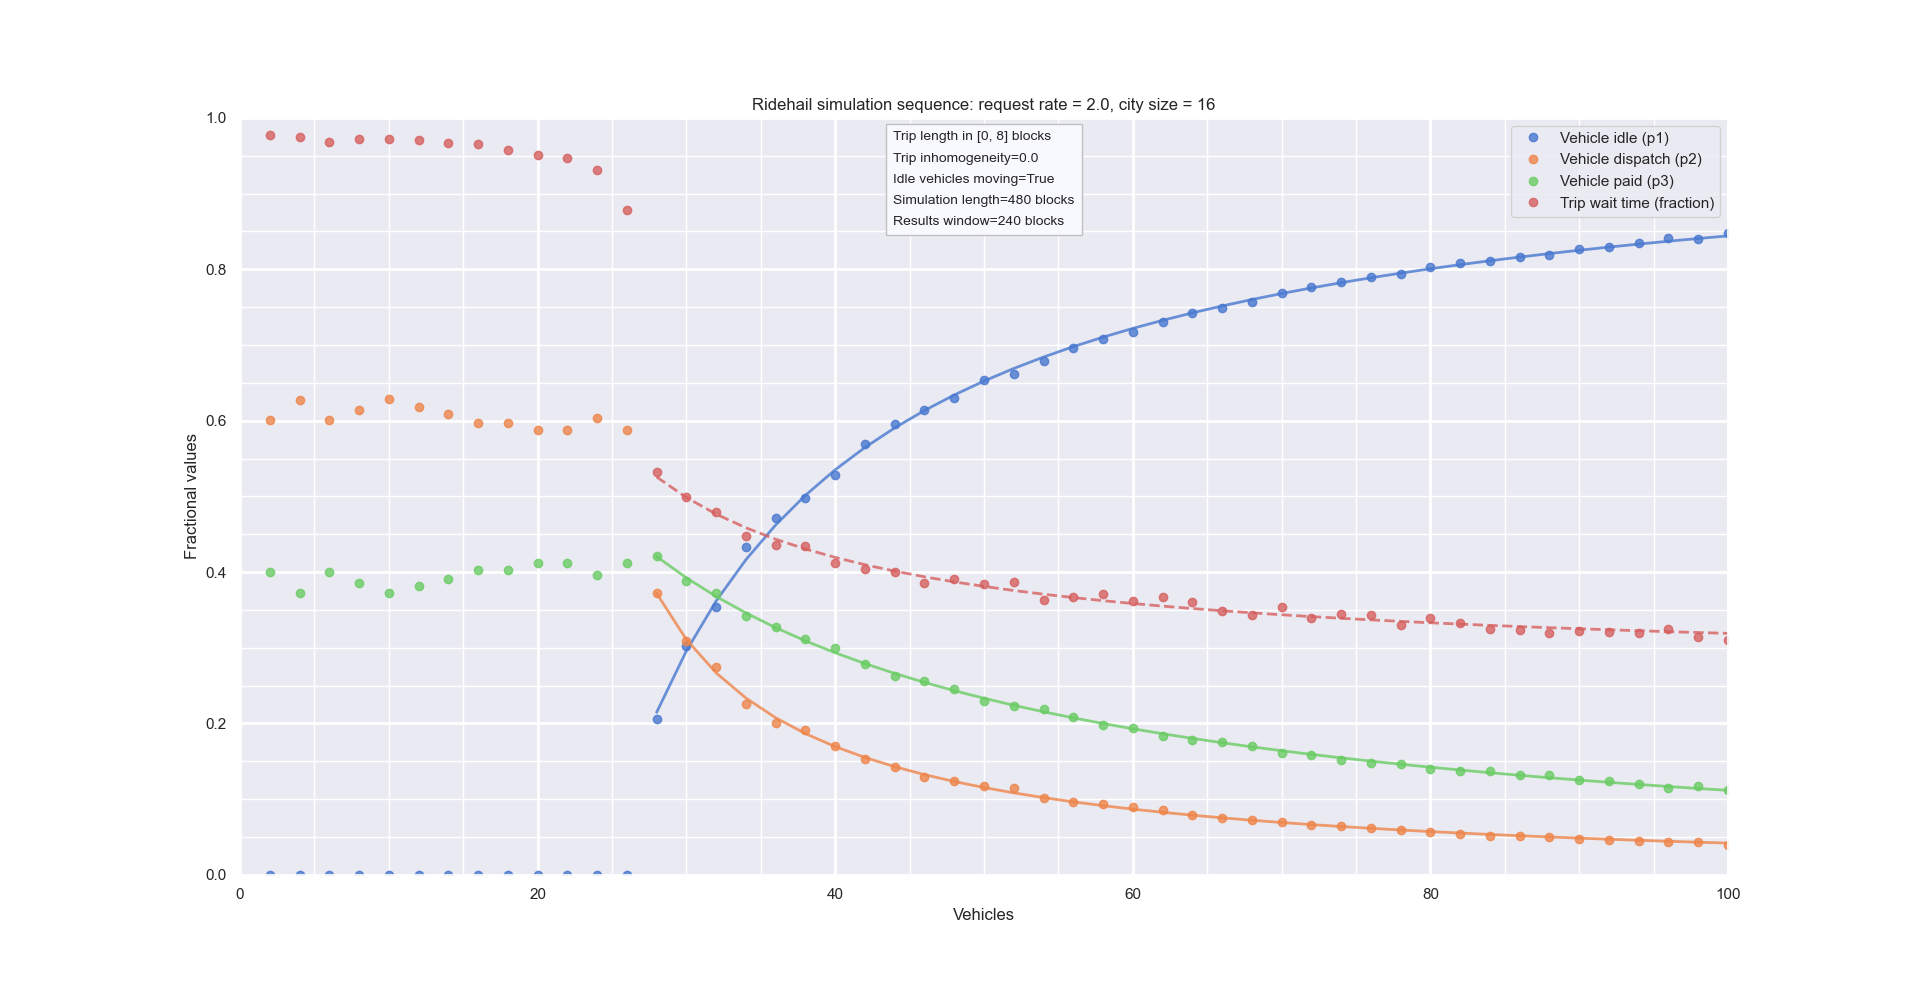 Ridehail simulation sequence: request rate = 2.0, city size = 16
Trip length in [0, 8] blocks
Trip inhomogeneity=0.0
Idle vehicles moving=True
Simulation length=480 blocks
Results window=240 blocks
Vehicle idle (p1)
Vehicle dispatch (p2)
Vehicle paid (p3)
Trip wait time (fraction)
Fractional values
1.0
0.8
0.6
0.4
0.2
0.0
0 20 40 60 80 100
Vehicles